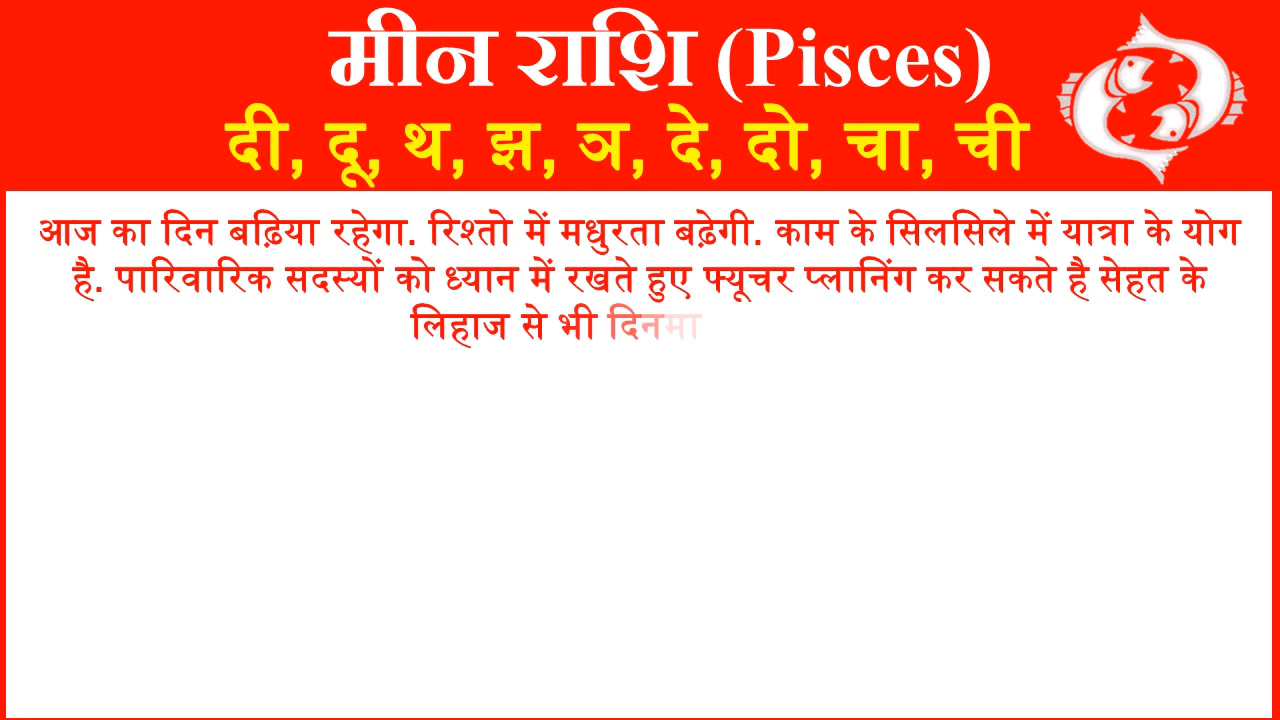 मीन राशि (Pisces)
दी, दू, थ, झ, ञ, दे, दो, चा, ची
आज का दिन बढ़िया रहेगा. रिश्तो में मधुरता बढ़ेगी. काम के सिलसिले में यात्रा के योग
है. पारिवारिक सदस्यों को ध्यान में रखते हुए फ्यूचर प्लानिंग कर सकते है सेहत के
लिहाज से भी दिनमा